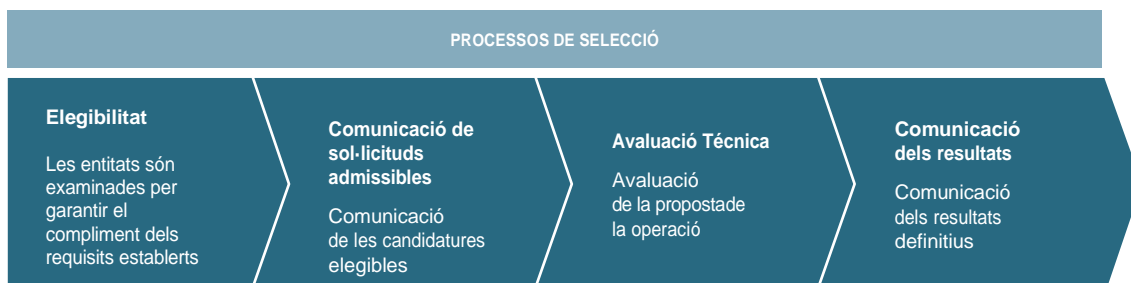 PROCESSOS DE SELECCIÓ
Elegibilitat
Les entitats són
examinades per
garantir el
compliment dels
requisits establerts
Comunicació de
sol·licituds
admissibles
Comunicació
de les candidatures
elegibles
Avaluació Técnica
Avaluació
de la propostade
la operació
Comunicació
dels resultats
Comunicació
dels resultats
definitius